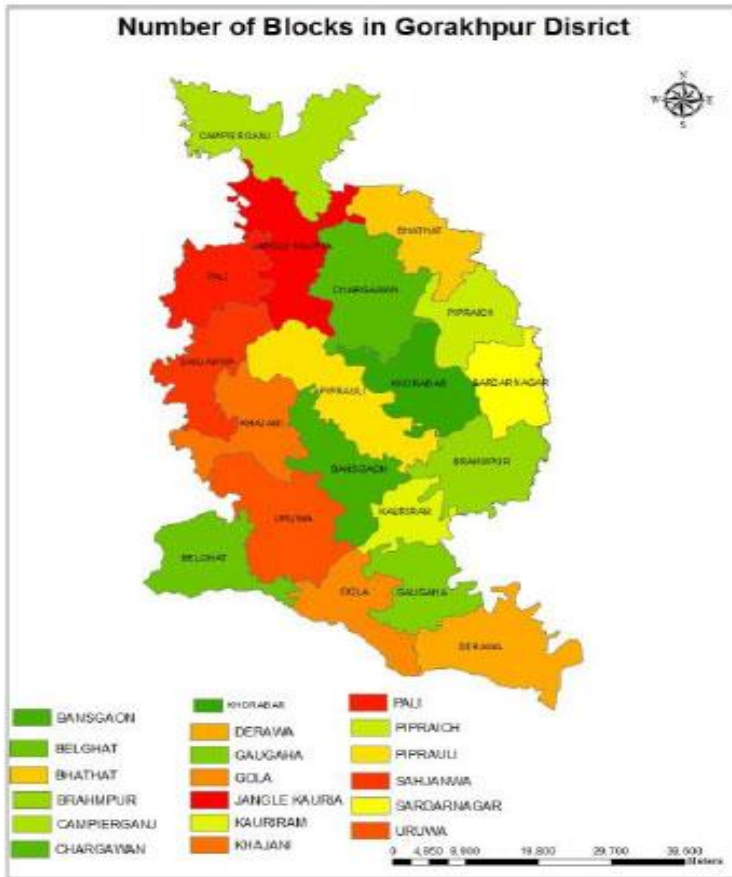 Number of Blocks in Gorakhpur Disrict
N
W E
S
CAMPIERGANJ
BHATHAT
JANGLE KAURIA
PALI
CHARGAWAN
PIPRAICH
SAHJANWA
PIPRAULI
KHORABAR
SARDARNAGAR
KHAJANI
BANSGAON
BRAHMPUR
URUWA
KAURIRAM
BELGHAT
GOLA
GAUGAHA
DERAWA
BANSGAON
BELGHAT
BHATHAT
BRAHMPUR
CAMPIERGANJ
CHARGAWAN
KHORABAR
DERAWA
GAUGAHA
GOLA
JANGLE KAURIA
KAURIRAM
KHAJANI
PALI
PIPRAICH
PIPRAULI
SAHJANWA
SARDARNAGAR
URUWA
0 4,950 9,900 19,800 29,700 39,600
Meters